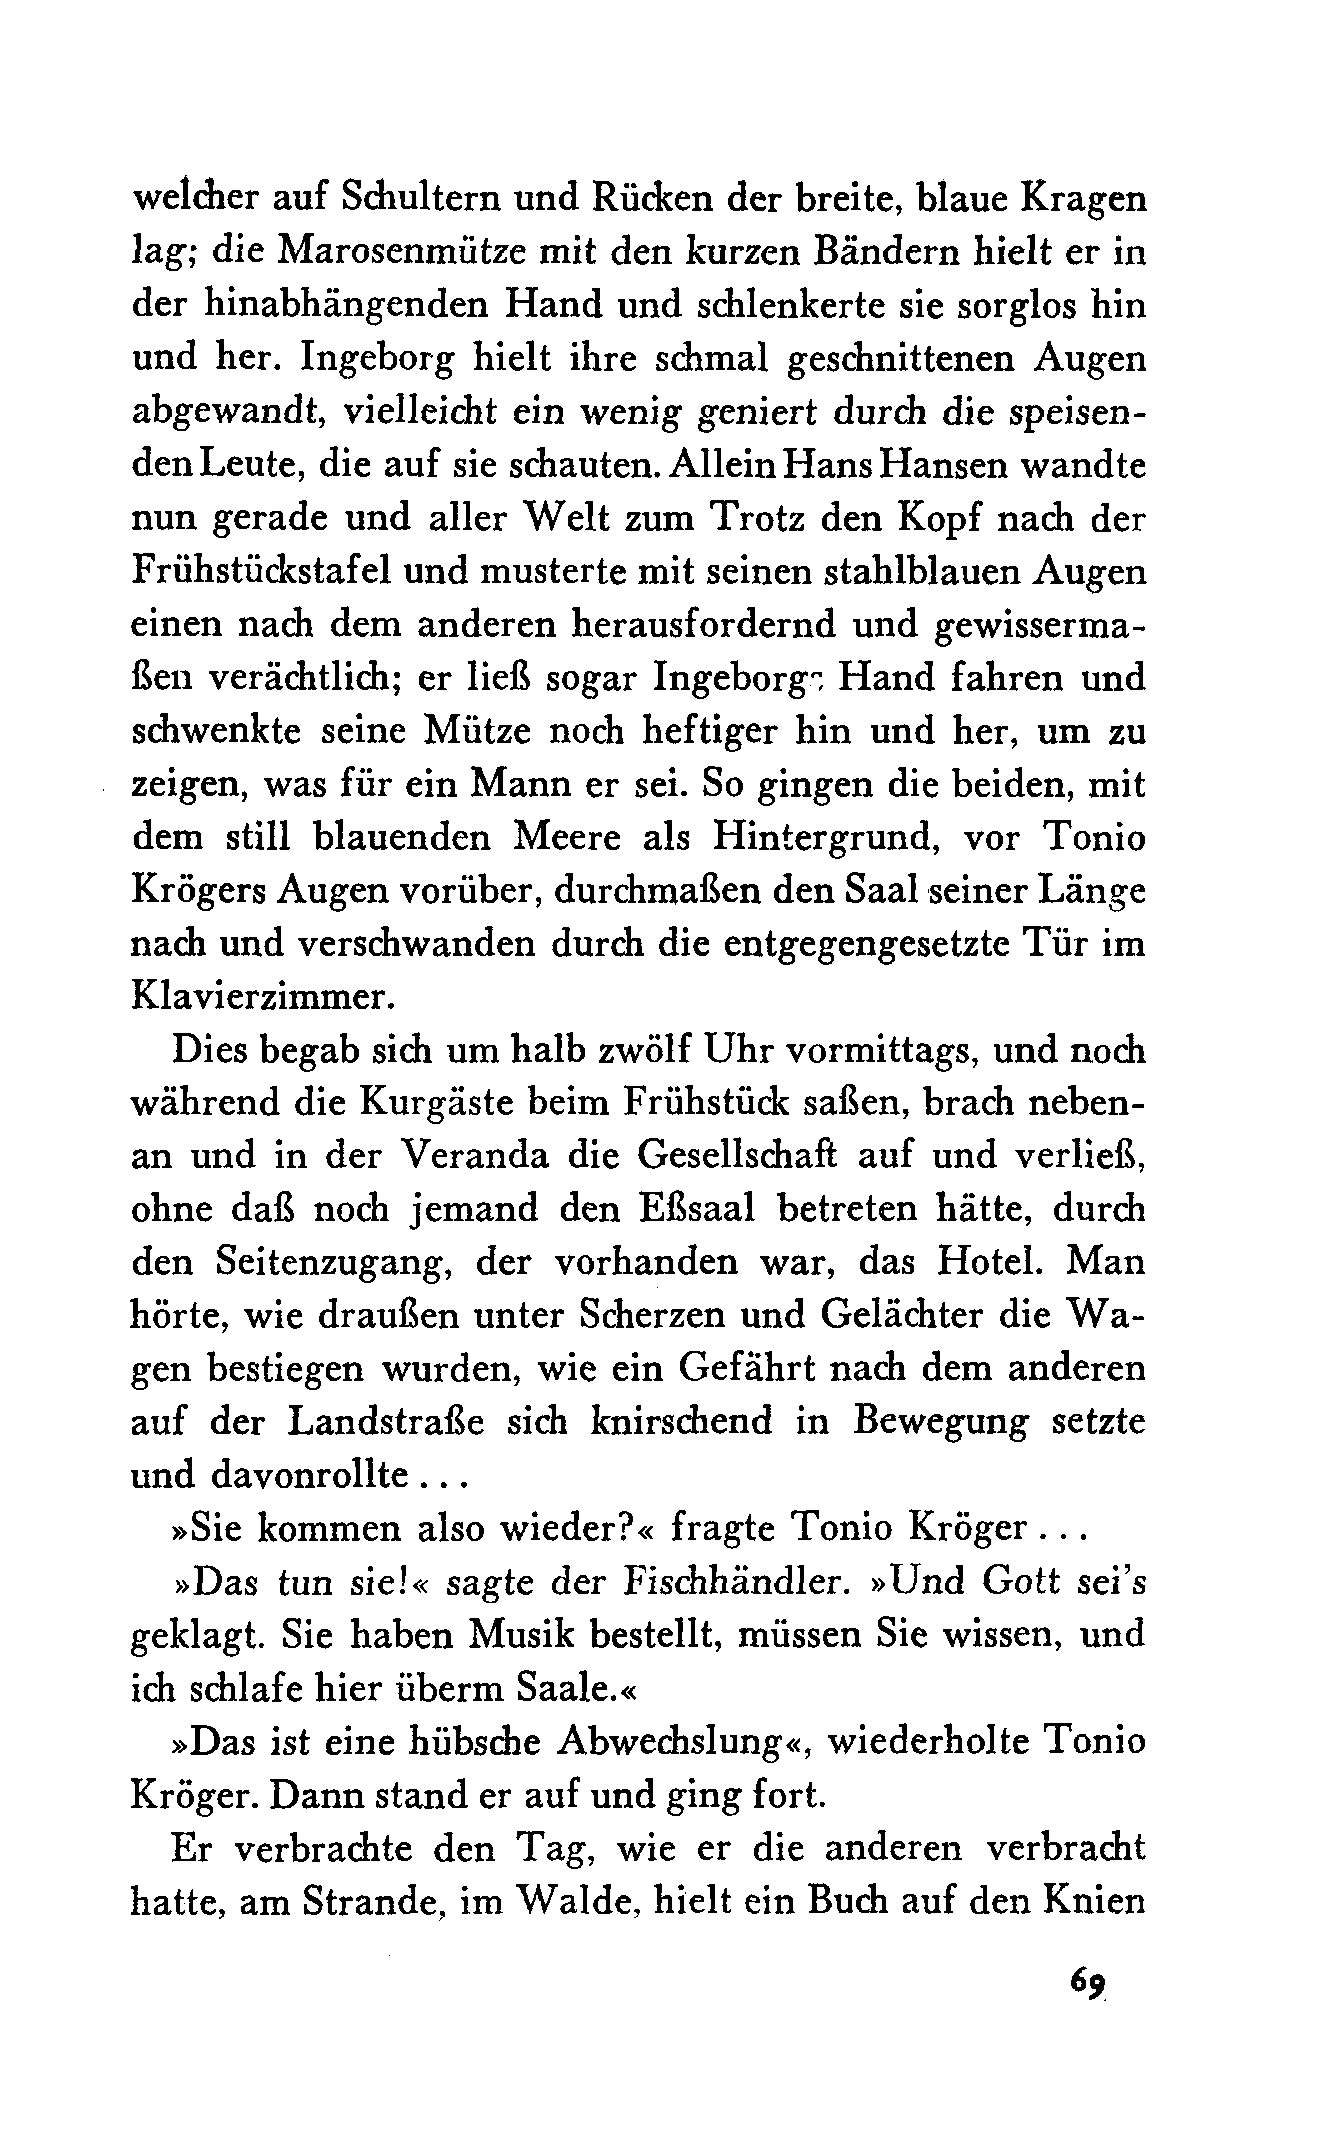 welcher auf Schultern und Rücken der breite, blaue Kragen
lag; die Marosenmütze mit den kurzen Bändern hielt er in
der hinabhängenden Hand und schlenkerte sie sorglos hin
und her. Ingeborg hielt ihre schmal geschnittenen Augen
abgewandt, vielleicht ein wenig geniert durch die speisen-
den Leute, die auf sie schauten. Allein Hans Hansen wandte
nun gerade und aller Welt zum Trotz den Kopf nach der
Frühstückstafel und musterte mit seinen stahlblauen Augen
einen nach dem anderen herausfordernd und gewisserma-
ßen verächtlich; er ließ sogar Ingeborgs Hand fahren und
schwenkte seine Mütze noch heftiger hin und her, um zu
zeigen, was für ein Mann er sei. So gingen die beiden, mit
dem still blauenden Meere als Hintergrund, vor Tonio
Krögers Augen vorüber, durchmaßen den Saal seiner Länge
nach und verschwanden durch die entgegengesetzte Tür im
Klavierzimmer.
Dies begab sich um halb zwölf Uhr vormittags, und noch
während die Kurgäste beim Frühstück saßen, brach neben-
an und in der Veranda die Gesellschaft auf und verließ,
ohne daß noch jemand den Eßsaal betreten hätte, durch
den Seitenzugang, der vorhanden war, das Hotel. Man
hörte, wie draußen unter Scherzen und Gelächter die Wa-
gen bestiegen wurden, wie ein Gefährt nach dem anderen
auf der Landstraße sich knirschend in Bewegung setzte
und davonrollte . . .
»Sie kommen also wieder?« fragte Tonio Kröger . . .
»Das tun sie!« sagte der Fischhändler. »Und Gott sei's
geklagt. Sie haben Musik bestellt, müssen Sie wissen, und
ich schlafe hier überm Saale.«
»Das ist eine hübsche Abwechslung«, wiederholte Tonio
Kröger. Dann stand er auf und ging fort.
Er verbrachte den Tag, wie er die anderen verbracht
hatte, am Strande, im Walde, hielt ein Buch auf den Knien
69